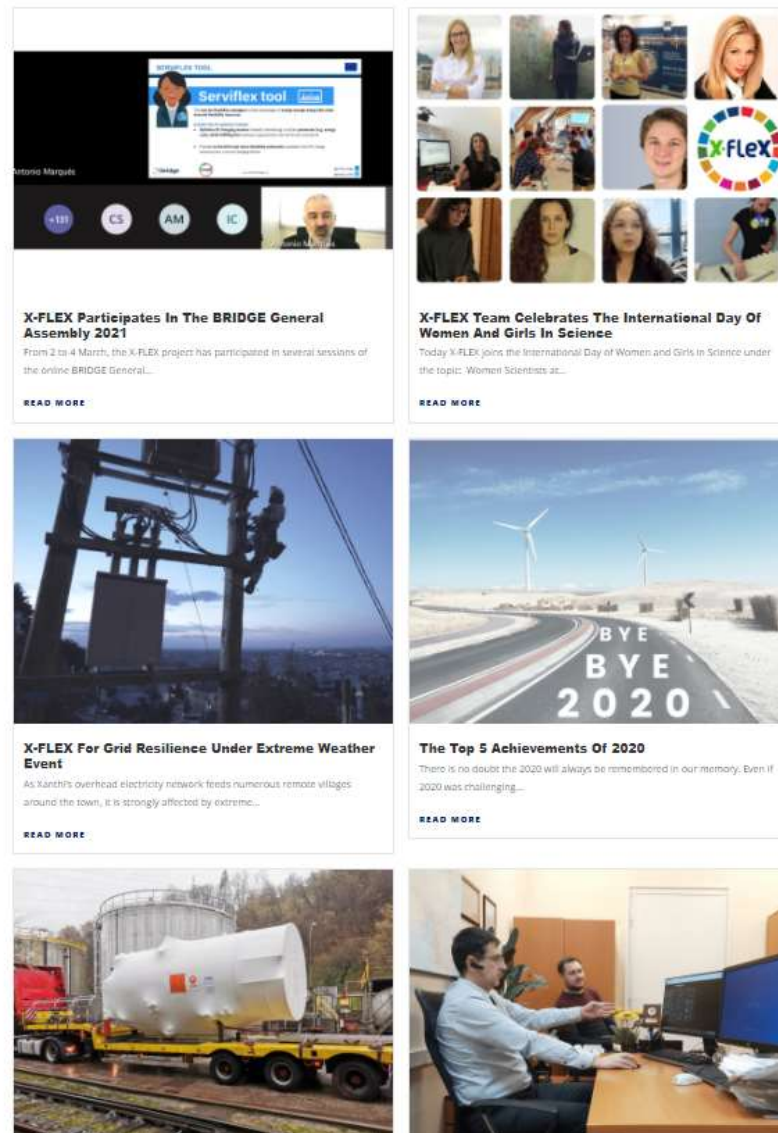 SERVIFLEX TOOL
Serviflex tool
Antonio Marqués
+131
CS
AM
IC
Antonio Marqués
X-FLEX
X-FLEX Participates In The BRIDGE General
Assembly 2021
From 2 to 4 March, the X-FLEX project has participated in several sessions of
the online BRIDGE General...
READ MORE
X-FLEX Team Celebrates The International Day Of
Women And Girls In Science
Today X-FLEX joins the International Day of Women and Girls in Science under
the topic: Women Scientists at...
READ MORE
X-FLEX For Grid Resilience Under Extreme Weather
Event
As Xanthi's overhead electricity network feeds numerous remote villages
around the town, it is strongly affected by extreme...
READ MORE
BYE
BYE
2020
The Top 5 Achievements Of 2020
There is no doubt the 2020 will always be remembered in our memory. Even if
2020 was challenging...
READ MORE